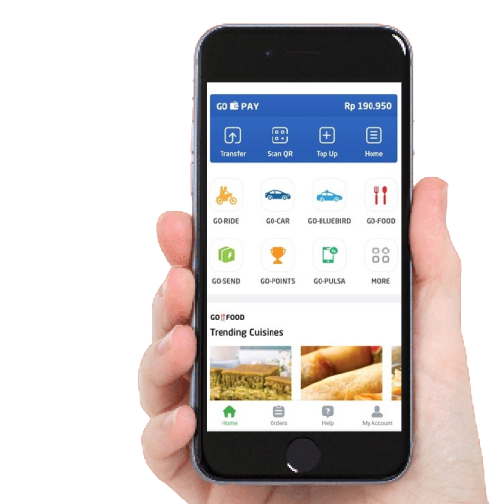 GO PAY Rp 190.950
Transfer Scan QR Top Up Home
GO-RIDE GO-CAR GO-BLUEBIRD GO-FOOD
GO-SEND GO-POINTS GO-PULSA MORE
GO FOOD
Trending Cuisines
Home Orders Help My Account